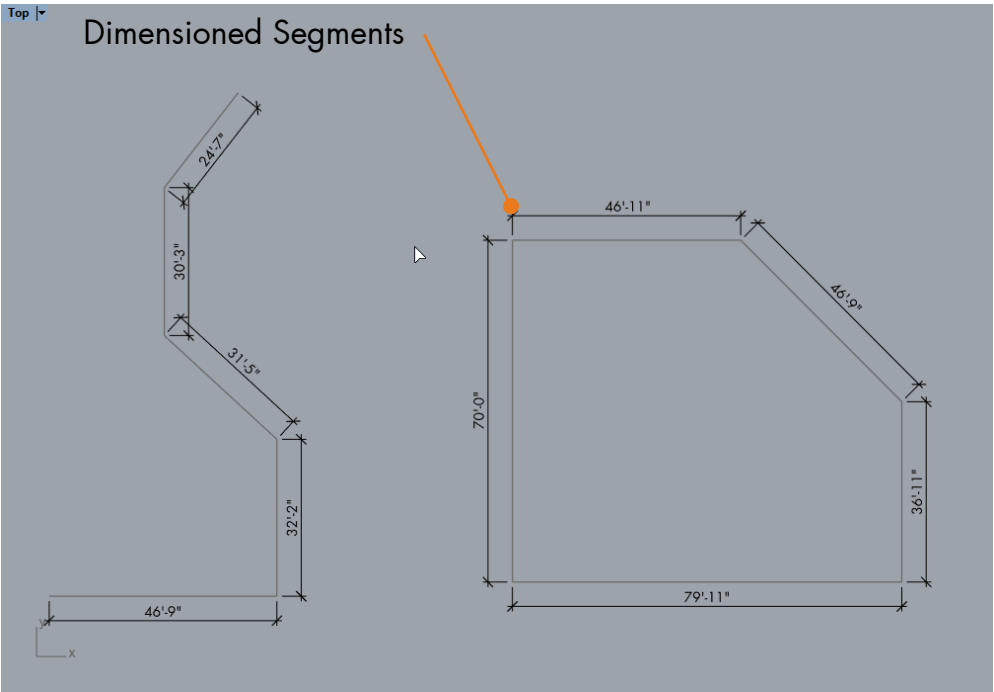 Top
Dimensioned Segments
24'-7"
46'-11"
30'-3"
46'-9"
31'-5"
70'-0"
36'-11"
32'-2"
79'-11"
46'-9"
y
x